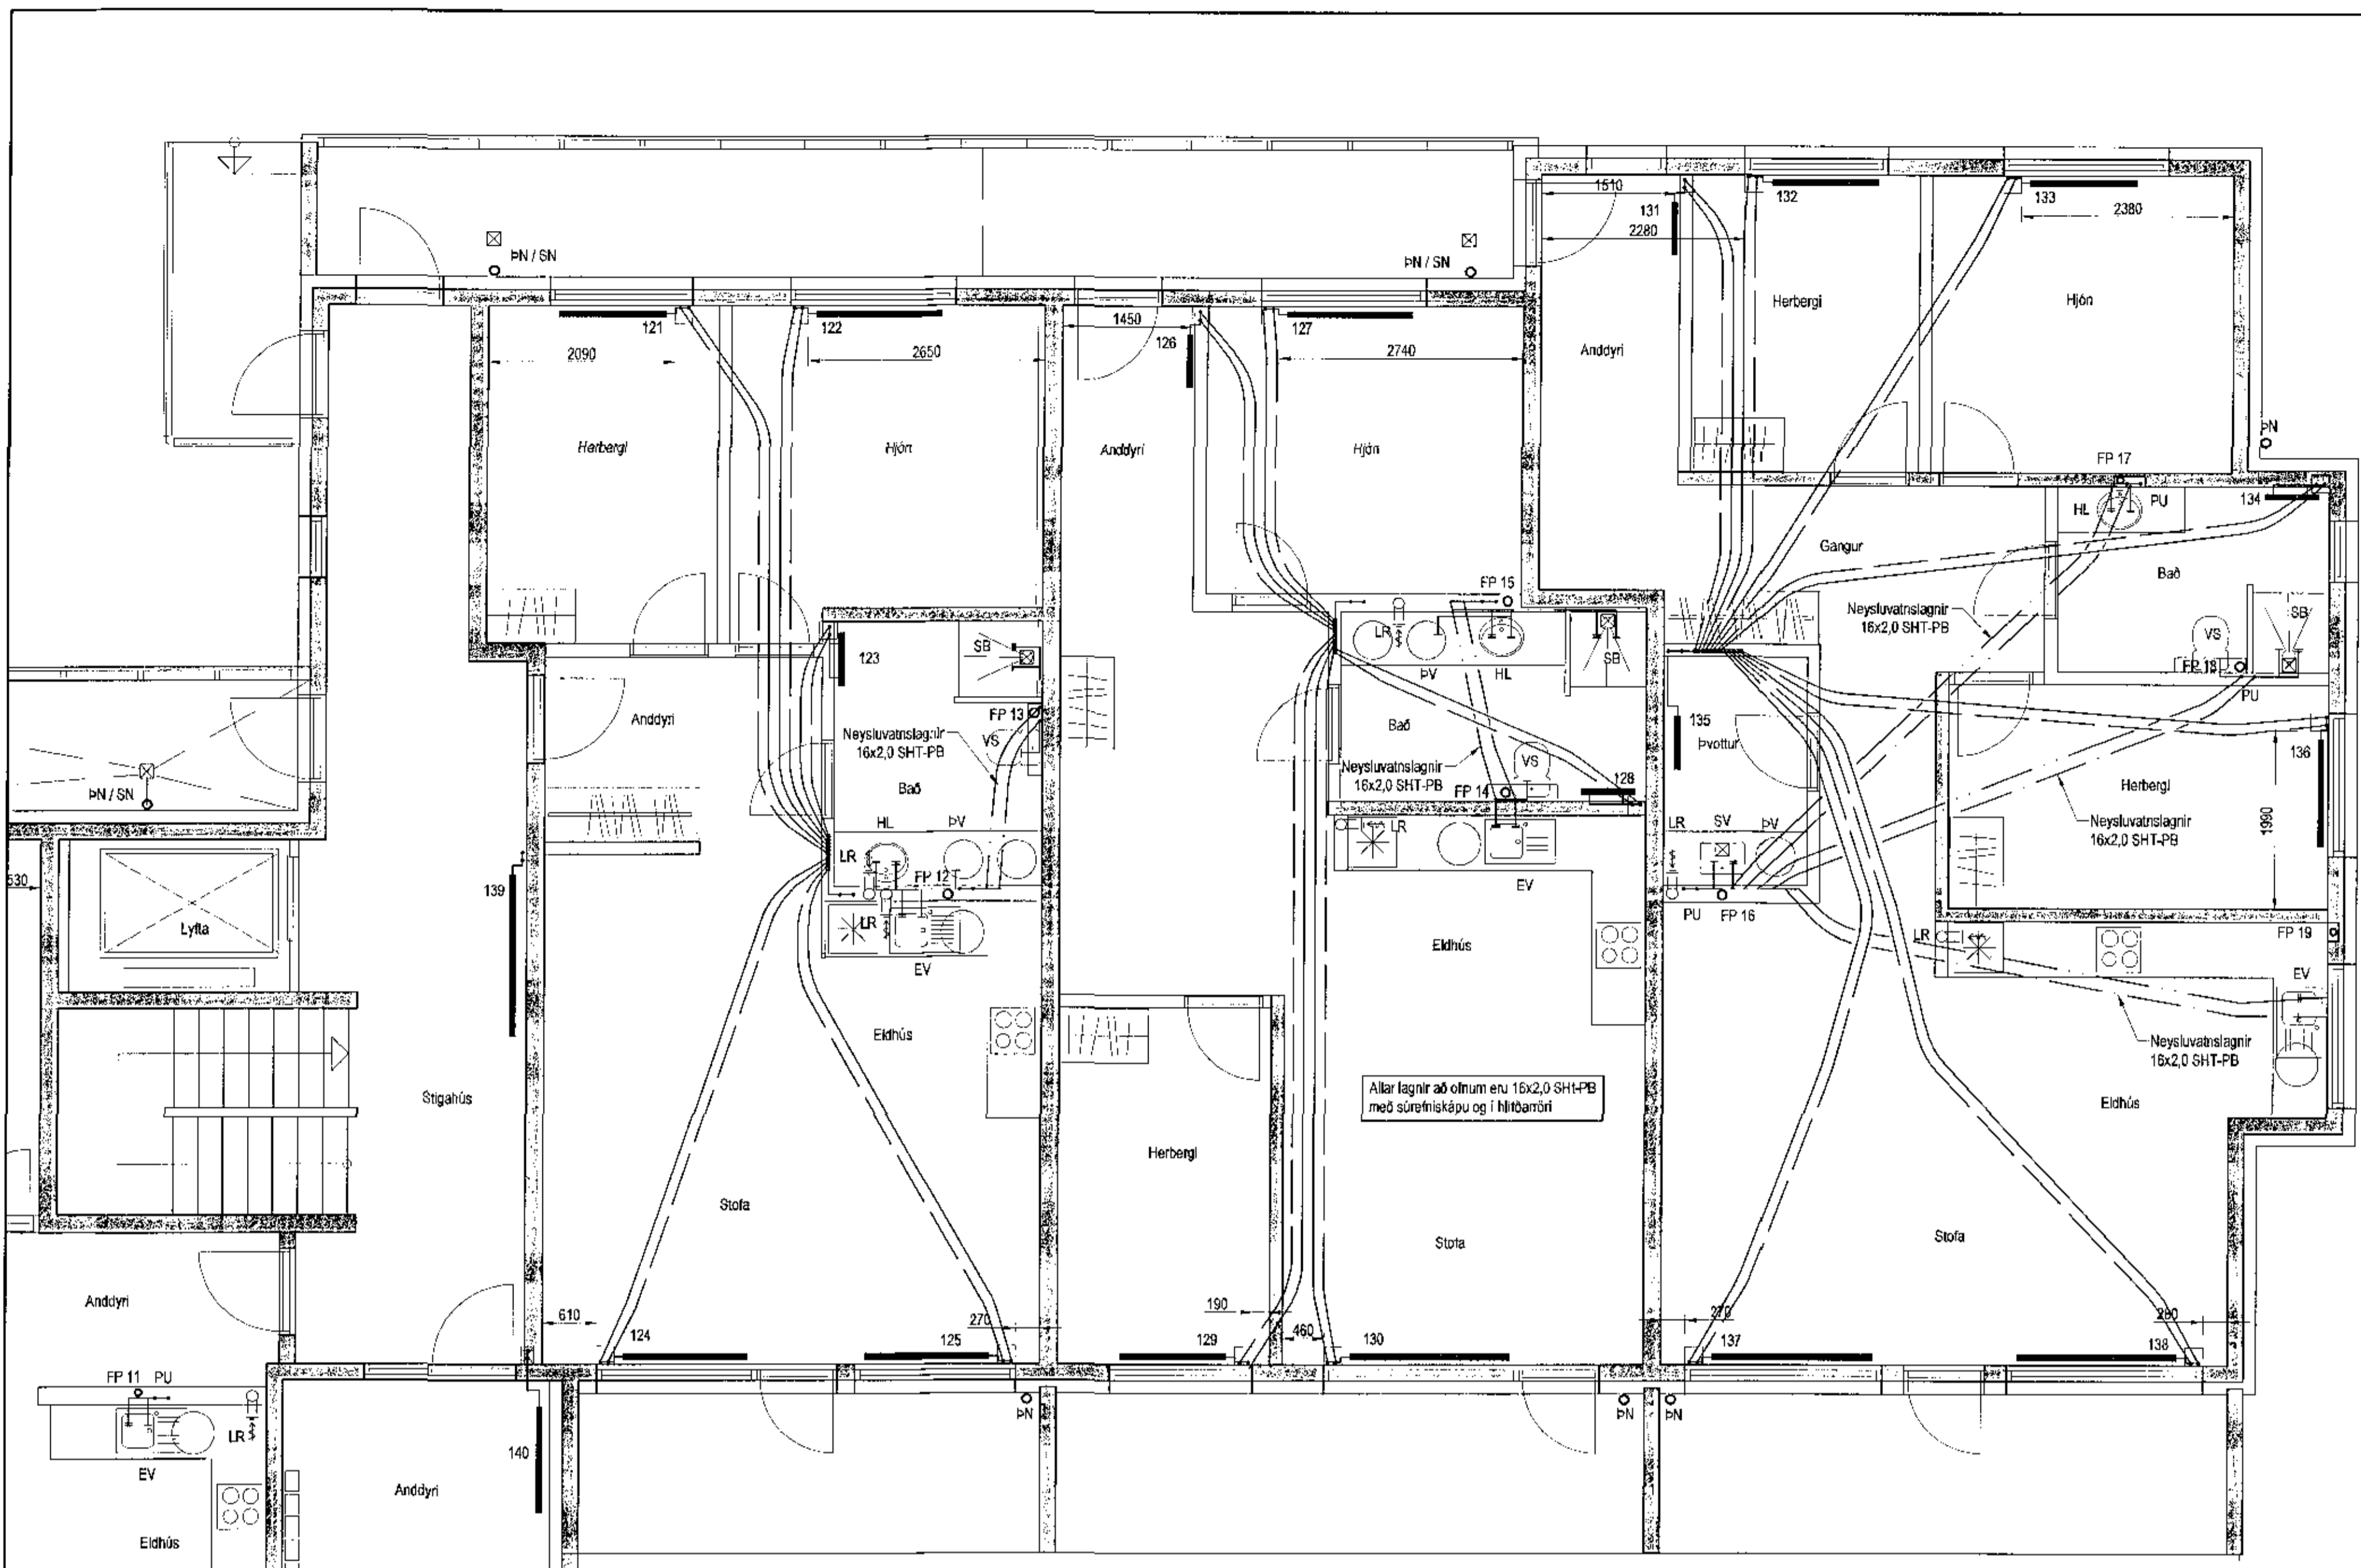 ÞN / SN
ÞN / SN
1510
131
2280
132
133
2380
Herbergi
Hjón
Anddyri
121
2090
122
2650
1450
126
127
2740
Herbergi
Hjón
Anddyri
Hjón
ÞN
FP 17
HL
PU
134
Gangur
Bað
Neysluvatnslagnir
16x2,0 SHT-PB
VS
SB
FP 18
PU
FP 15
LR
ÞV
HL
SB
123
SB
Anddyri
FP 13
VS
Neysluvatnslagnir
16x2,0 SHT-PB
Bað
HL
ÞV
LR
FP 12
LR
EV
Bað
Neysluvatnslagnir
16x2,0 SHT-PB
VS
FP 14
128
LR
EV
135
Þvottur
LR
SV
ÞV
PU
FP 16
136
Herbergi
1990
Neysluvatnslagnir
16x2,0 SHT-PB
LR
FP 19
EV
Neysluvatnslagnir
16x2,0 SHT-PB
Eldhús
ÞN / SN
530
Lyfta
139
Stigahús
Eldhús
Eldhús
Allar lagnir að ofnum eru 16x2,0 SHT-PB
með súrefniskápu og í hlífðarröri
Herbergi
Stofa
Stofa
Stofa
Anddyri
610
124
270
125
190
129
460
130
270
137
280
138
FP 11
PU
LR
EV
140
Anddyri
Eldhús
ÞN
ÞN
ÞN